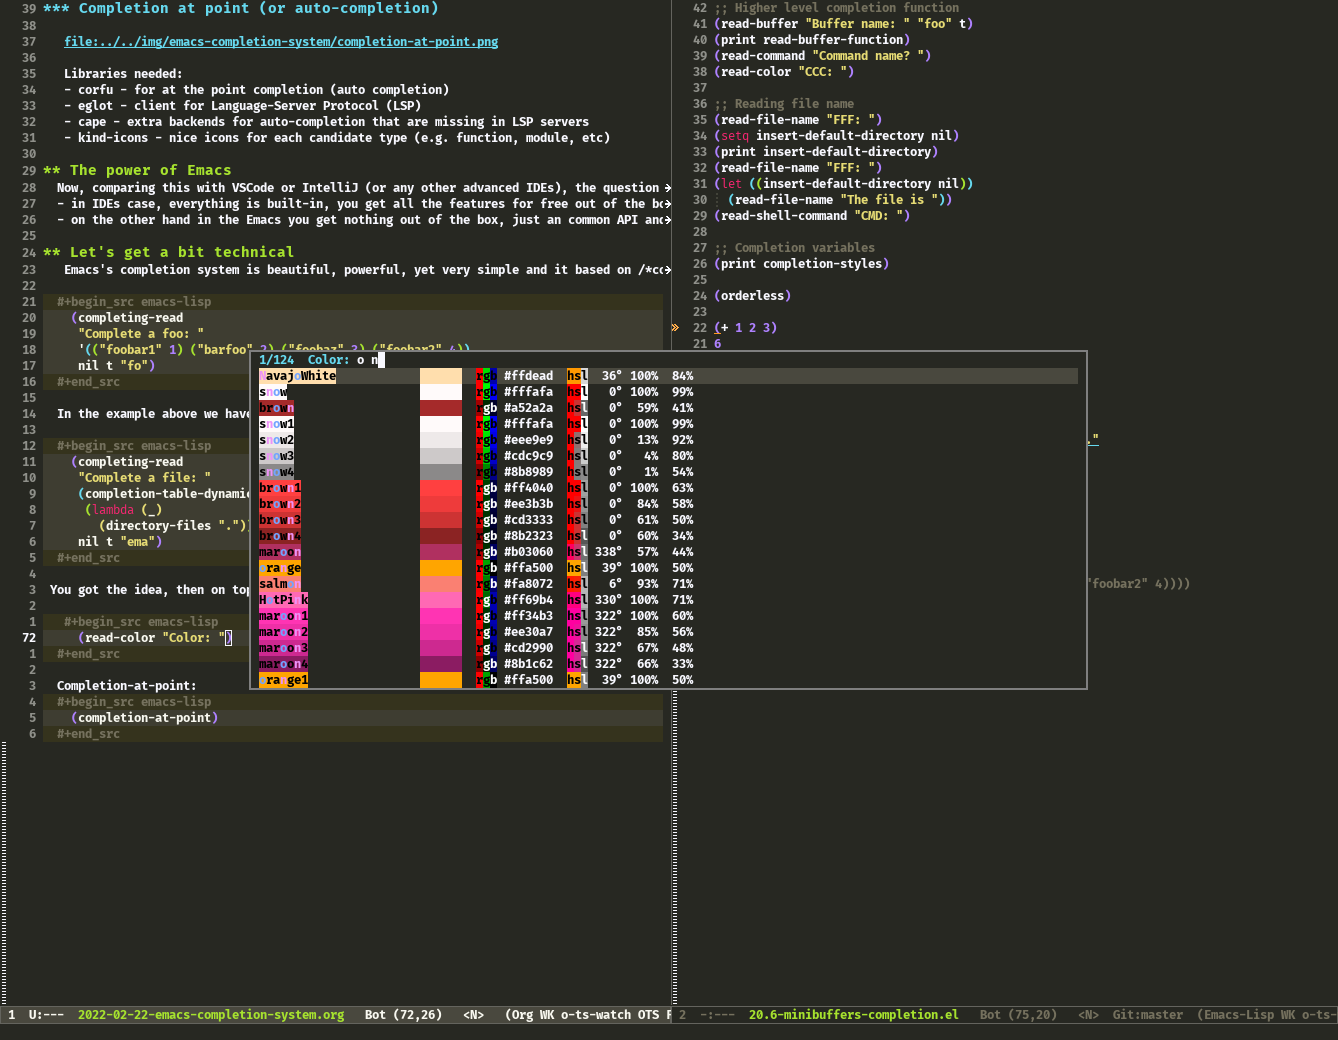 39 *** Completion at point (or auto-completion)
38
37 file:../../img/emacs-completion-system/completion-at-point.png
36
35 Libraries needed:
34 - corfu - for at the point completion (auto completion)
33 - eglot - client for Language-Server Protocol (LSP)
32 - cape - extra backends for auto-completion that are missing in LSP servers
31 - kind-icons - nice icons for each candidate type (e.g. function, module, etc)
30
29 ** The power of Emacs
28 Now, comparing this with VSCode or IntelliJ (or any other advanced IDEs), the question
27 - in IDEs case, everything is built-in, you get all the features for free out of the
26 - on the other hand in the Emacs you get nothing out of the box, just an common API
25
24 ** Let's get a bit technical
23 Emacs's completion system is beautiful, powerful, yet very simple and it based on
22
21 #+begin_src emacs-lisp
20 (completing-read
19 "Complete a foo: "
18 '(("foobar1" 1) ("barfoo" 2) ("foobaz" 3) ("foobar2" 4))
17 nil t "fo")
16 #+end_src
15
14 In the example above we have
13
12 #+begin_src emacs-lisp
11 (completing-read
10 "Complete a file: "
9 (completion-table-dynamic
8 (lambda (_)
7 (directory-files "."))
6 nil t "ema")
5 #+end_src
4
3 You got the idea, then on top
2
1 #+begin_src emacs-lisp
72 (read-color "Color: ")
1 #+end_src
2
3 Completion-at-point:
4 #+begin_src emacs-lisp
5 (completion-at-point)
6 #+end_src
42 ;; Higher level completion function
41 (read-buffer "Buffer name: " "foo" t)
40 (print read-buffer-function)
39 (read-command "Command name? ")
38 (read-color "CCC: ")
37
36 ;; Reading file name
35 (read-file-name "FFF: ")
34 (setq insert-default-directory nil)
33 (print insert-default-directory)
32 (read-file-name "FFF: ")
31 (let ((insert-default-directory nil))
30 (read-file-name "The file is "))
29 (read-shell-command "CMD: ")
28
27 ;; Completion variables
26 (print completion-styles)
25
24 (orderless)
23
22 (+ 1 2 3)
21 6
."
"foobar2" 4))))
1/124 Color: o n
NavajoWhite rgb #ffdead hsl 36° 100% 84%
snow rgb #fffafa hsl 0° 100% 99%
brown rgb #a52a2a hsl 0° 59% 41%
snow1 rgb #fffafa hsl 0° 100% 99%
snow2 rgb #eee9e9 hsl 0° 13% 92%
snow3 rgb #cdc9c9 hsl 0° 4% 80%
snow4 rgb #8b8989 hsl 0° 1% 54%
brown1 rgb #ff4040 hsl 0° 100% 63%
brown2 rgb #ee3b3b hsl 0° 84% 58%
brown3 rgb #cd3333 hsl 0° 61% 50%
brown4 rgb #8b2323 hsl 0° 60% 34%
maroon rgb #b03060 hsl 338° 57% 44%
orange rgb #ffa500 hsl 39° 100% 50%
salmon rgb #fa8072 hsl 6° 93% 71%
HotPink rgb #ff69b4 hsl 330° 100% 71%
maroon1 rgb #ff34b3 hsl 322° 100% 60%
maroon2 rgb #ee30a7 hsl 322° 85% 56%
maroon3 rgb #cd2990 hsl 322° 67% 48%
maroon4 rgb #8b1c62 hsl 322° 66% 33%
orange1 rgb #ffa500 hsl 39° 100% 50%
1 U:--- 2022-02-22-emacs-completion-system.org Bot (72,26) <N> (Org WK o-ts-watch OTS
2 -:--- 20.6-minibuffers-completion.el Bot (75,20) <N> Git:master (Emacs-Lisp WK o-ts-